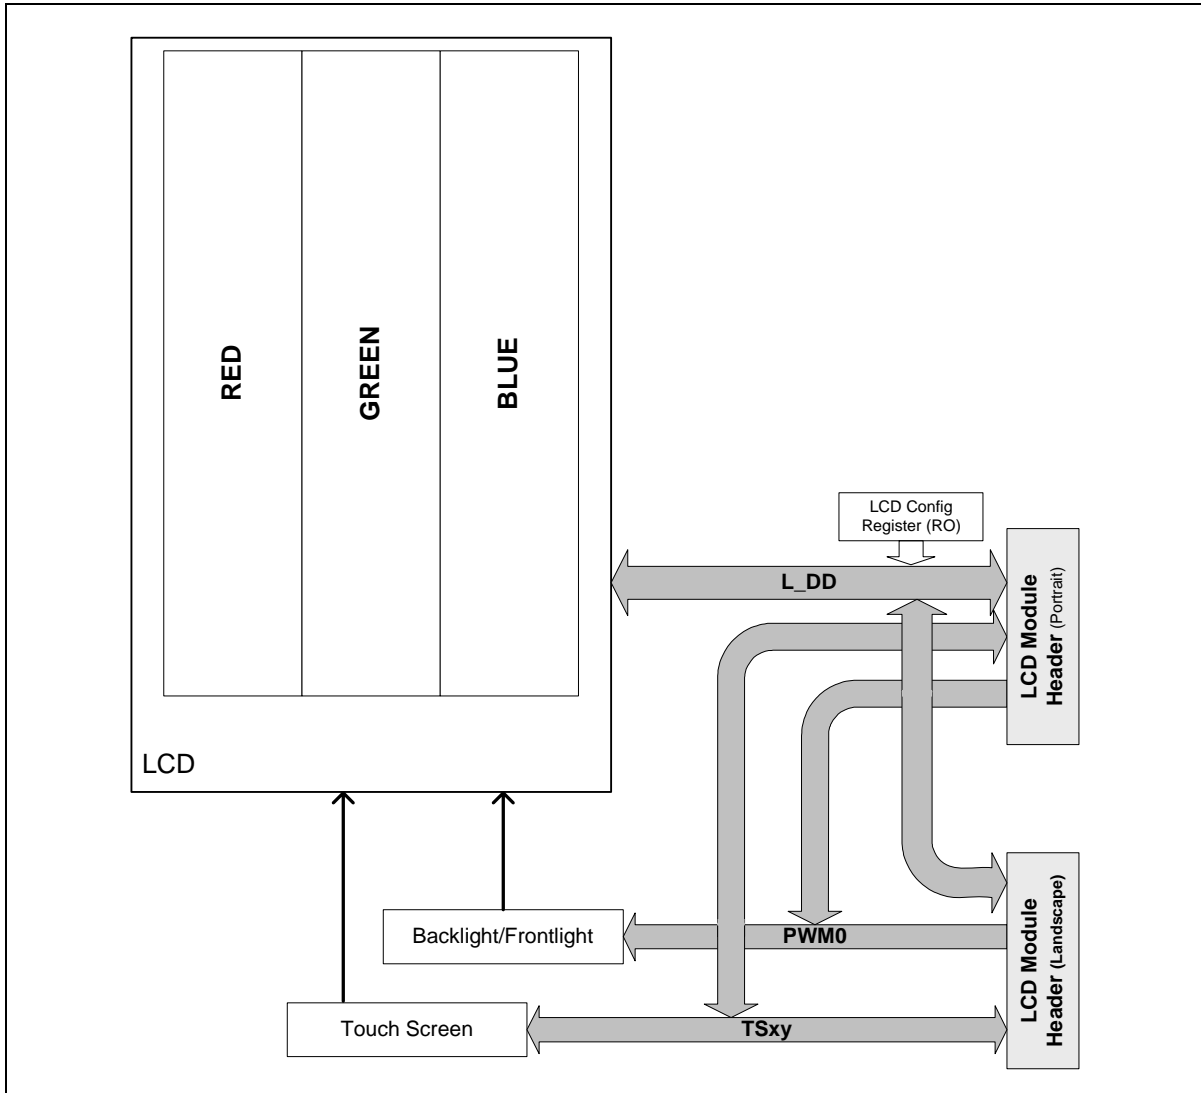 RED
GREEN
BLUE
LCD
LCD Config
Register (RO)
L_DD
LCD Module
Header (Portrait)
Backlight/Frontlight
PWM0
Touch Screen
TSxy
LCD Module
Header (Landscape)